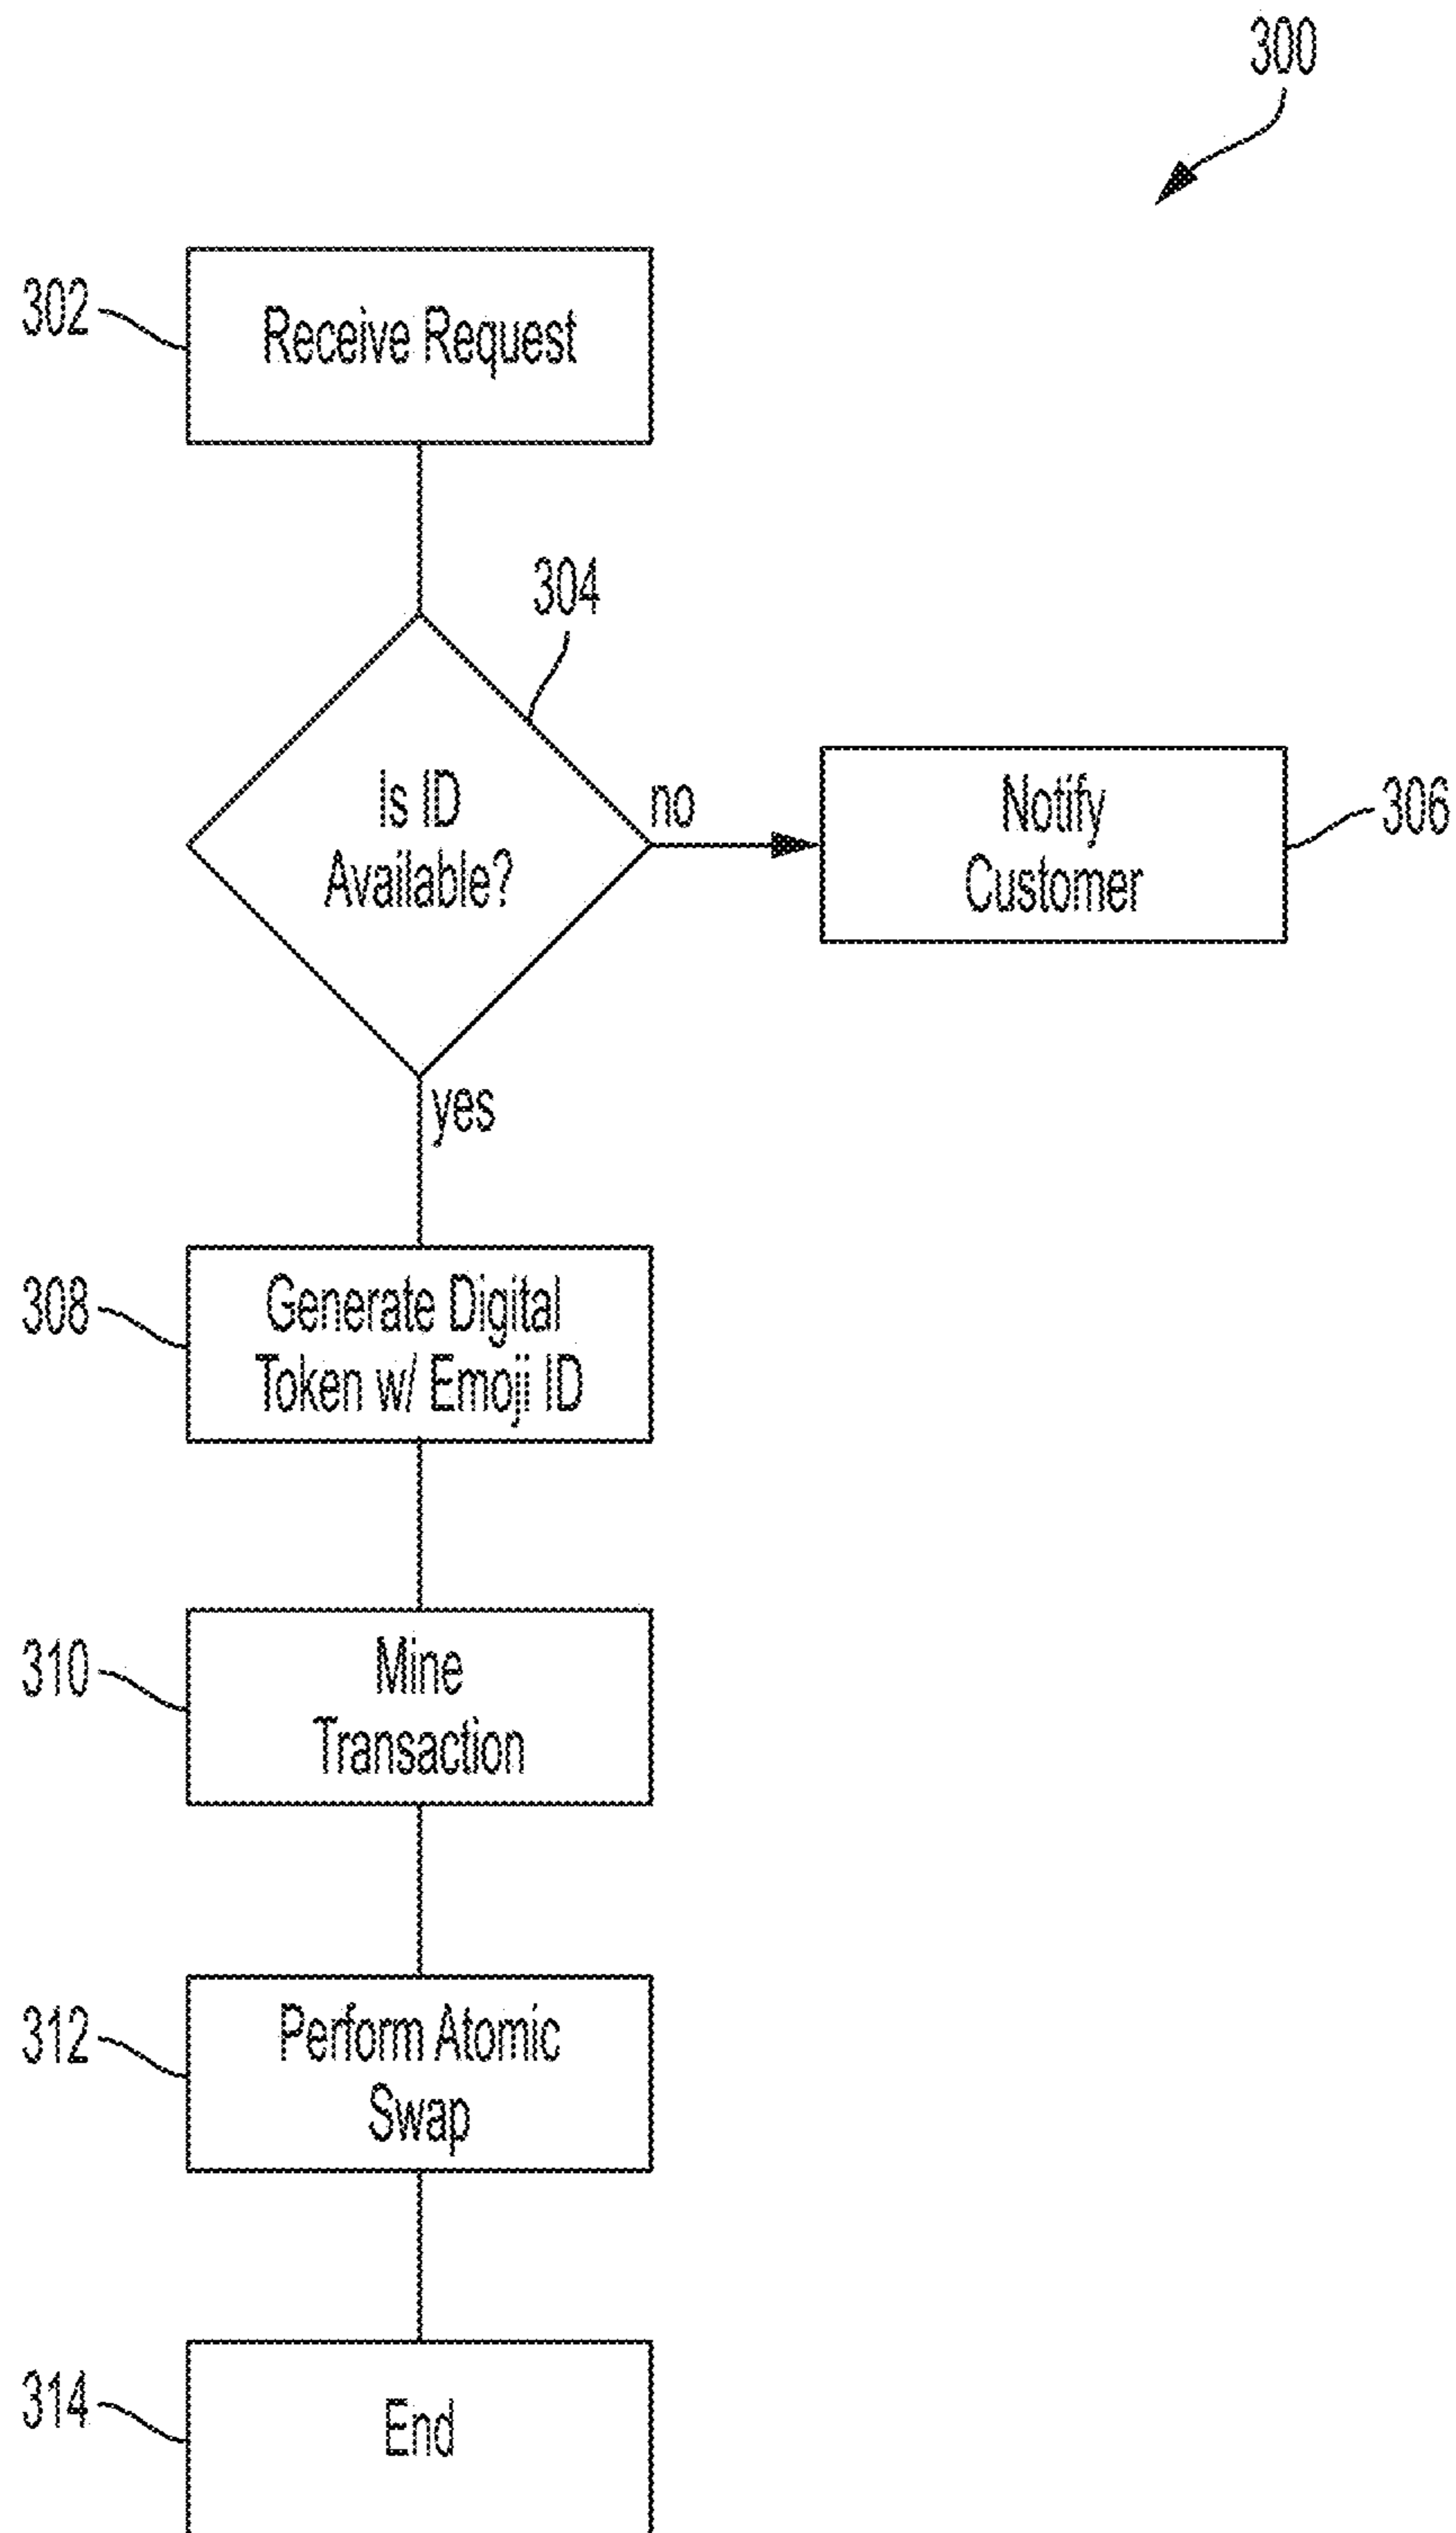 300
302
Receive Request
304
Is ID
Available?
no
Notify
Customer
306
yes
308
Generate Digital
Token w/ Emoji ID
310
Mine
Transaction
312
Perform Atomic
Swap
314
End